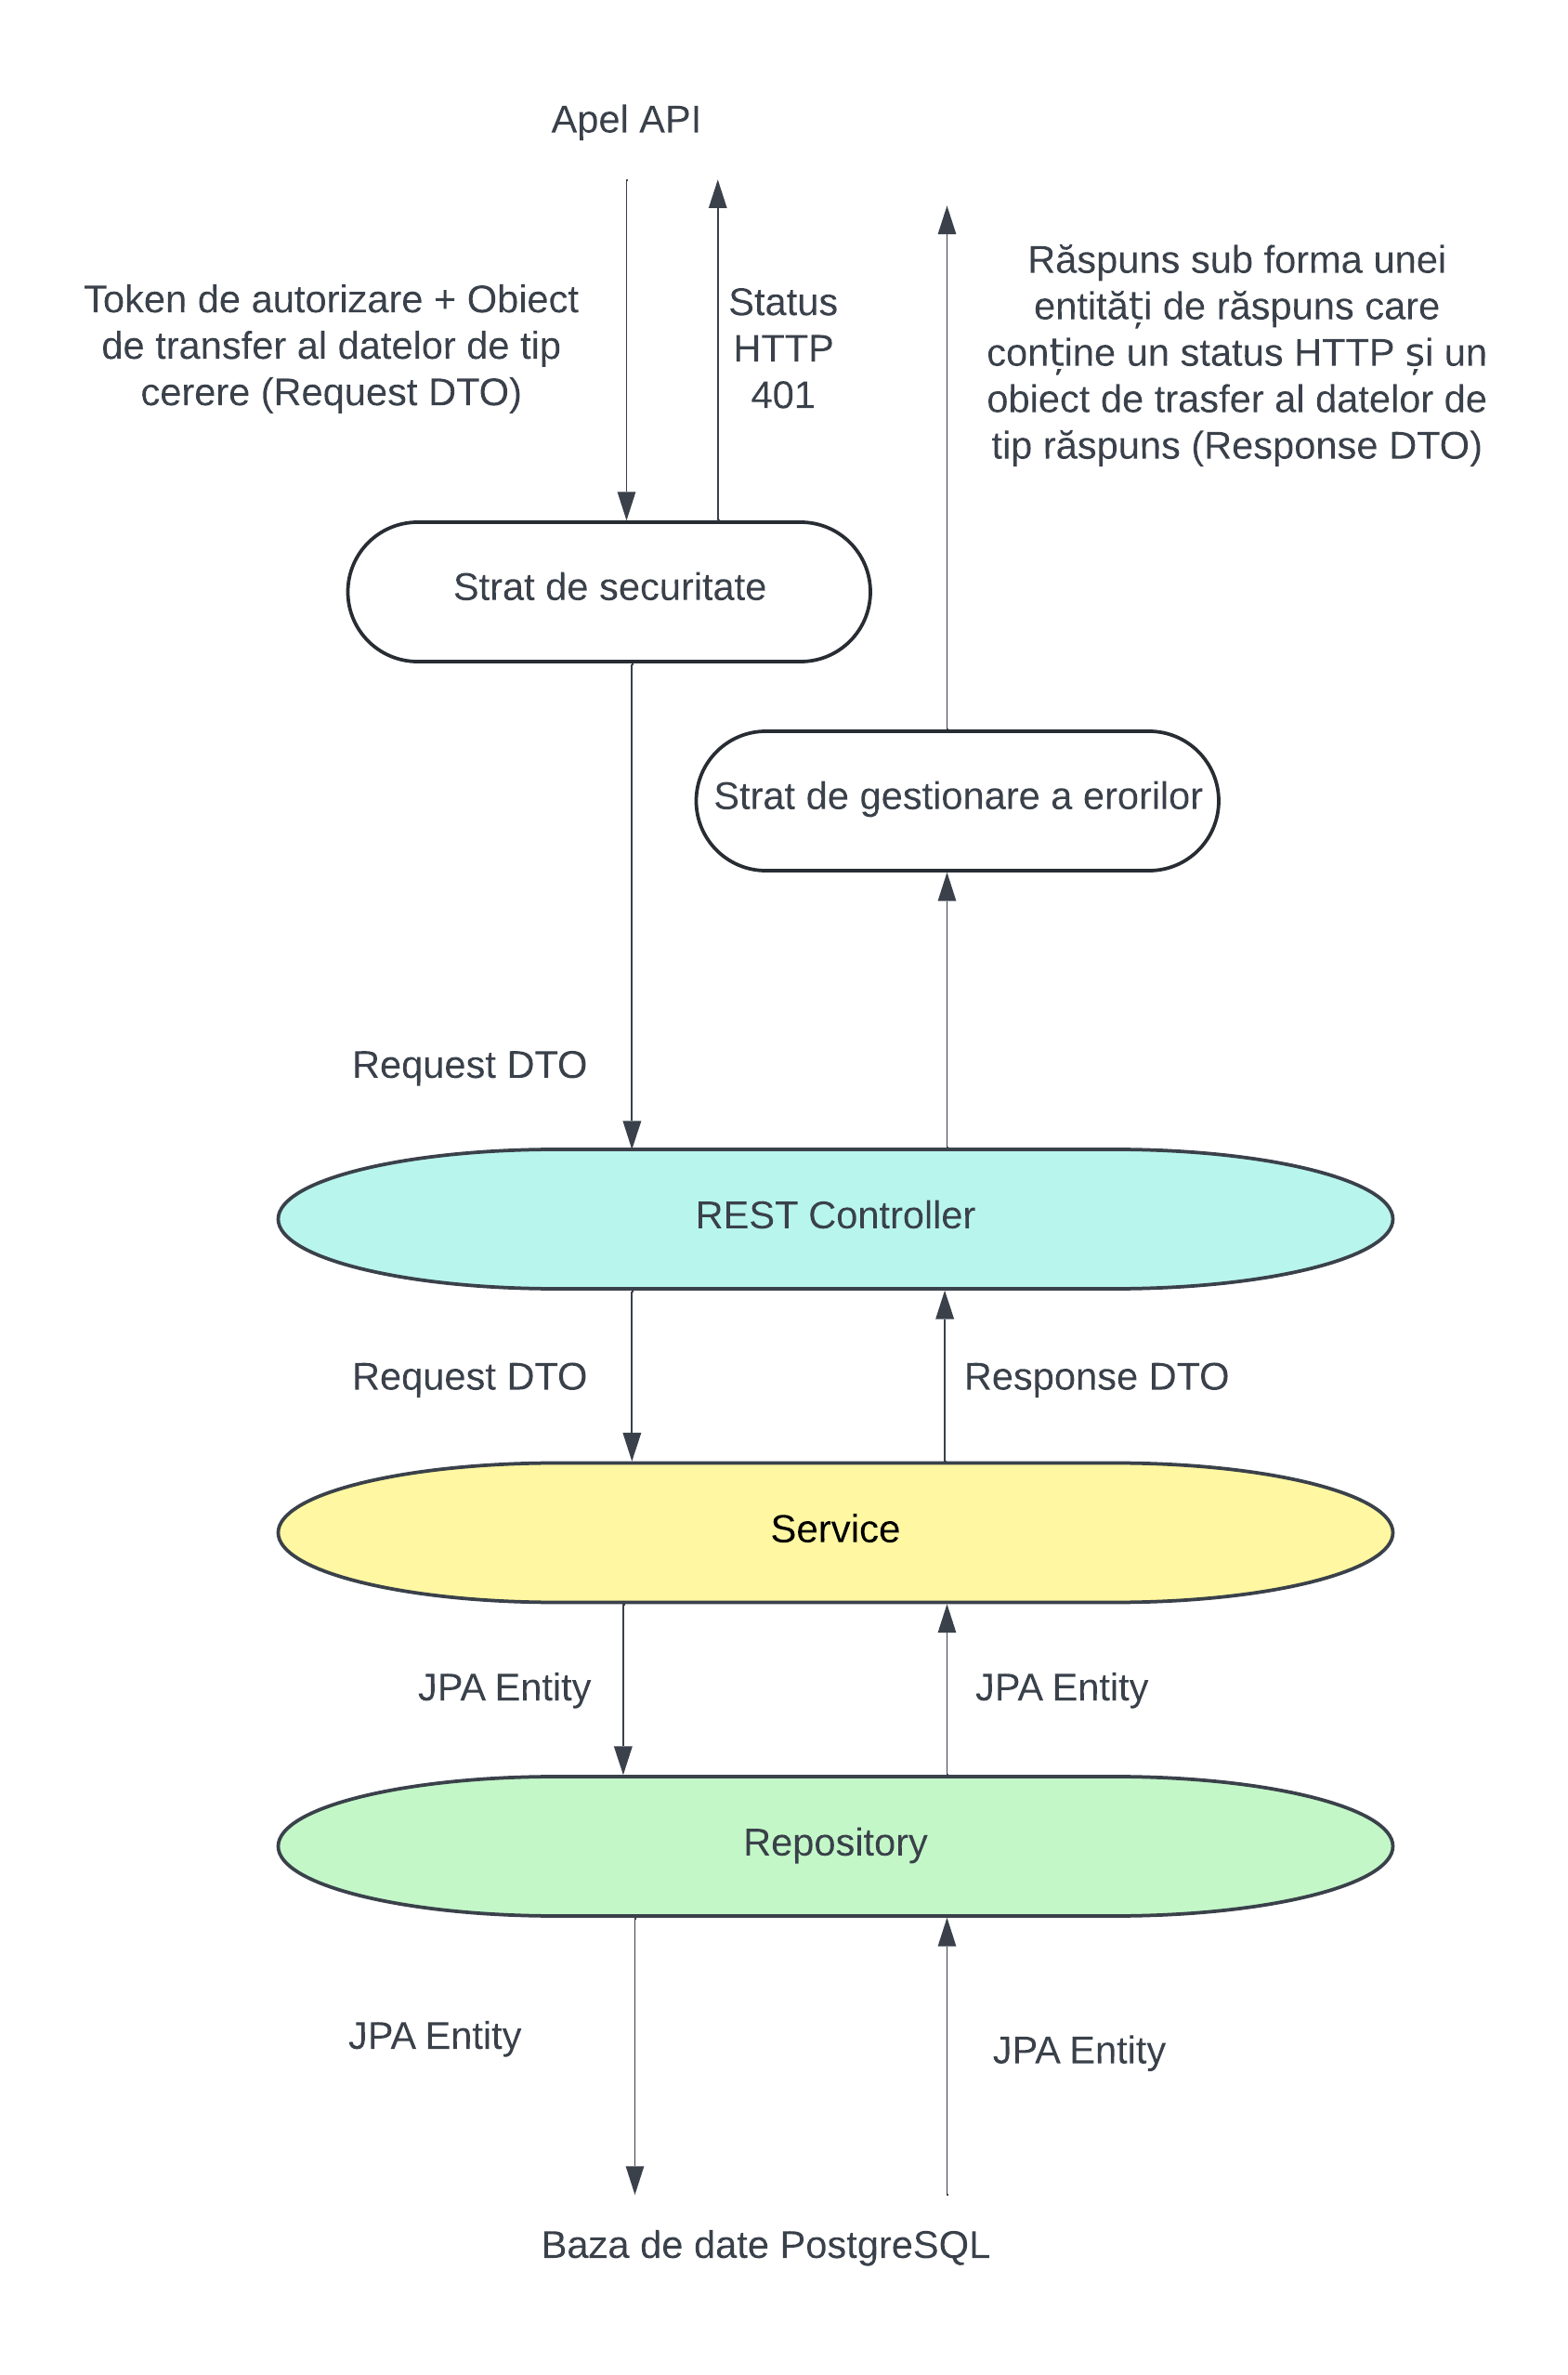 Apel API
Token de autorizare + Obiect
de transfer al datelor de tip
cerere (Request DTO)
Status
HTTP
401
Răspuns sub forma unei
entități de răspuns care
conține un status HTTP și un
obiect de trasfer al datelor de
tip răspuns (Response DTO)
Strat de securitate
Strat de gestionare a erorilor
Request DTO
REST Controller
Request DTO
Response DTO
Service
JPA Entity
JPA Entity
Repository
JPA Entity
JPA Entity
Baza de date PostgreSQL